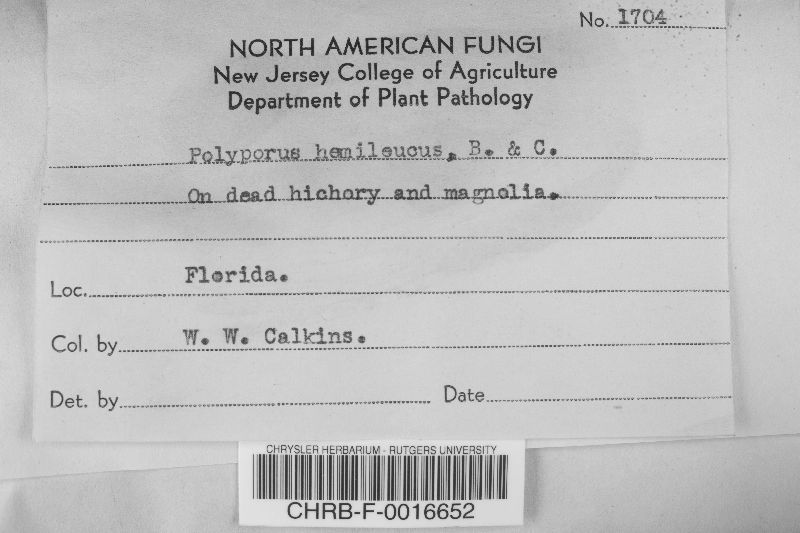 No. 1704
NORTH AMERICAN FUNGI
New Jersey College of Agriculture
Department of Plant Pathology
Polyporus hemileucus, B. & C.
On dead hichory and magnolia.
Loc. Florida.
Col. by W. W. Calkins.
Det. by Date
CHRYSLER HERBARIUM - RUTGERS UNIVERSITY
CHRB-F-0016652